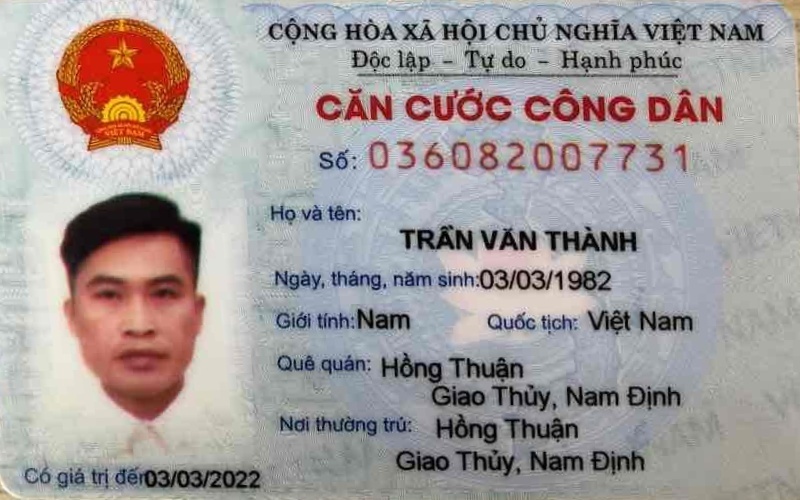 CỘNG HÒA XÃ HỘI CHỦ NGHĨA VIỆT NAM
Độc lập - Tự do - Hạnh phúc
CĂN CƯỚC CÔNG DÂN
Số: 036082007731
Họ và tên:
TRẦN VĂN THÀNH
Ngày, tháng, năm sinh:03/03/1982
Giới tính:Nam Quốc tịch: Việt Nam
Quê quán: Hồng Thuận
Giao Thủy, Nam Định
Nơi thường trú: Hồng Thuận
Giao Thủy, Nam Định
Có giá trị đến03/03/2022
VIỆT NAM